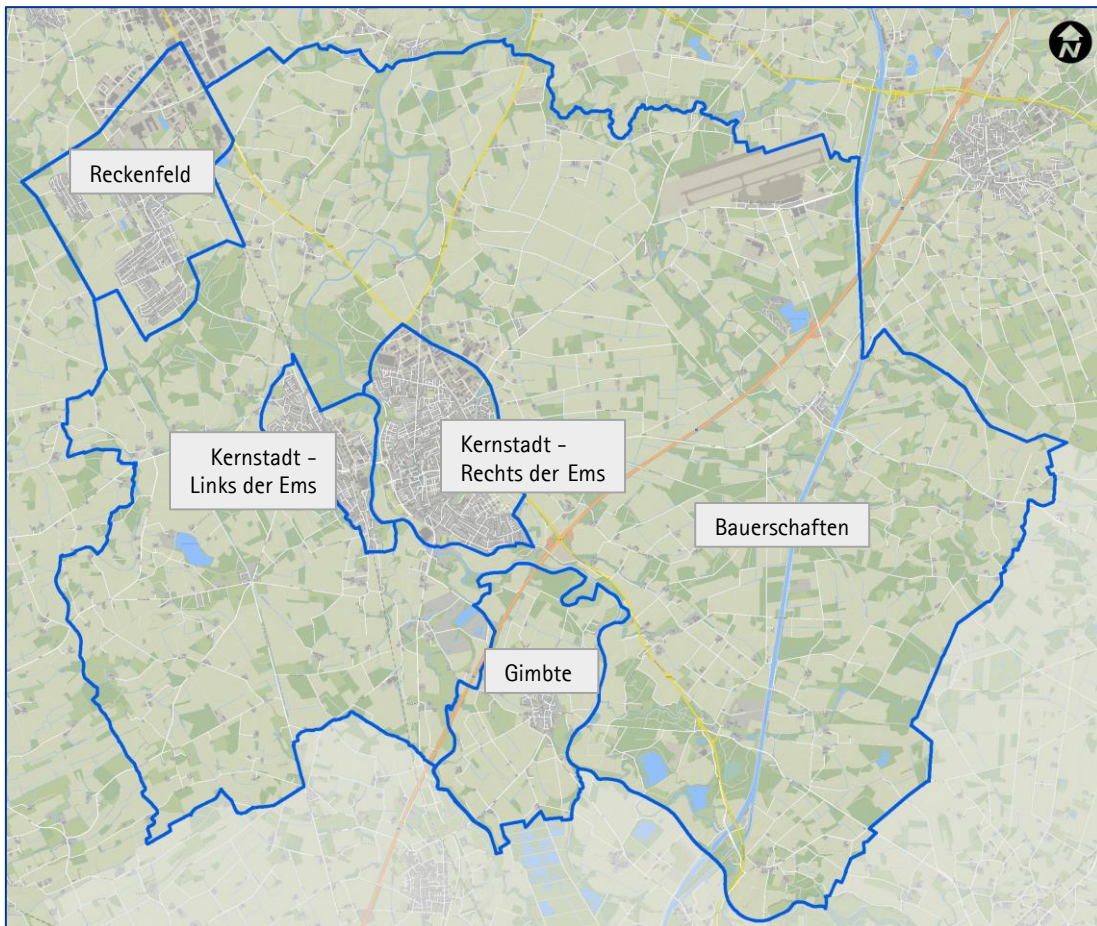 N
Reckenfeld
Kernstadt -
Links der Ems
Kernstadt -
Rechts der Ems
Bauerschaften
Gimbte